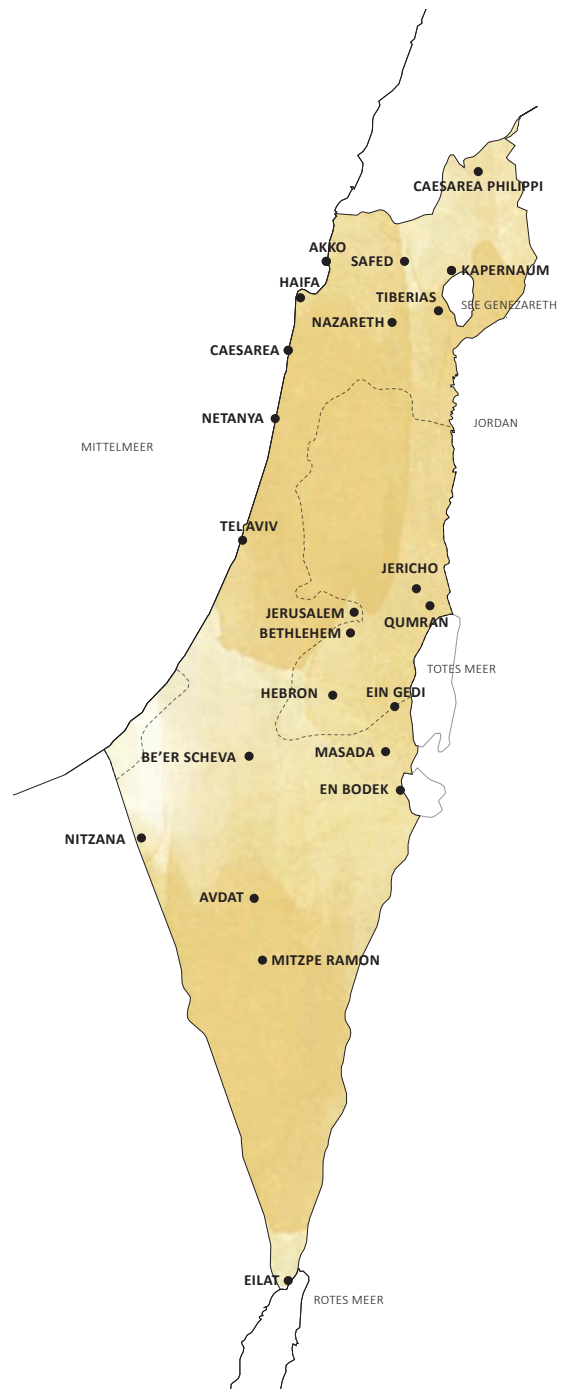 CAESAREA PHILIPPI
AKKO
SAFED
KAPERNAUM
HAIFA
TIBERIAS
SEE GENEZARETH
NAZARETH
CAESAREA
NETANYA
JORDAN
MITTELMEER
TEL AVIV
JERICHO
JERUSALEM
QUMRAN
BETHLEHEM
TOTES MEER
HEBRON
EIN GEDI
MASADA
BE’ER SCHEVA
EN BODEK
NITZANA
AVDAT
MITZPE RAMON
EILAT
ROTES MEER